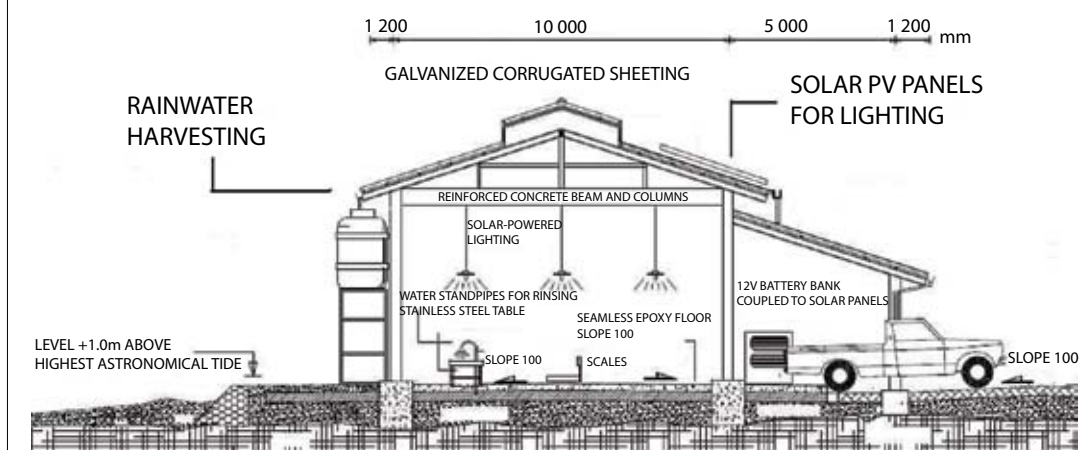 1 200 10 000 5 000 1 200 mm
GALVANIZED CORRUGATED SHEETING
RAINWATER
HARVESTING
SOLAR PV PANELS
FOR LIGHTING
REINFORCED CONCRETE BEAM AND COLUMNS
SOLAR-POWERED
LIGHTING
WATER STANDPIPES FOR RINSING
STAINLESS STEEL TABLE
12V BATTERY BANK
COUPLED TO SOLAR PANELS
SEAMLESS EPOXY FLOOR
SLOPE 100
LEVEL +1.0m ABOVE
HIGHEST ASTRONOMICAL TIDE
SLOPE 100
SCALES
SLOPE 100